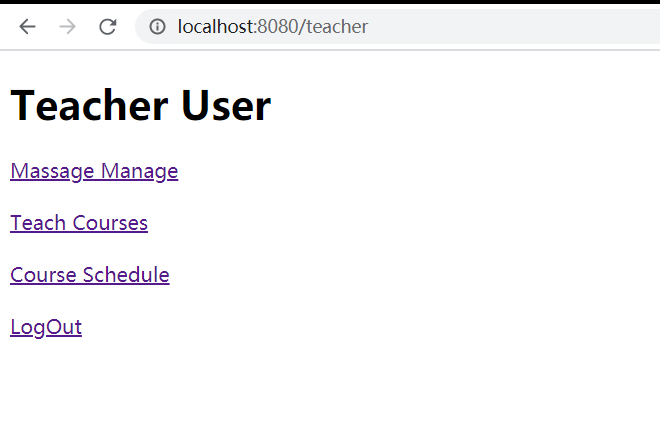 localhost:8080/teacher
Teacher User
Massage Manage
Teach Courses
Course Schedule
LogOut